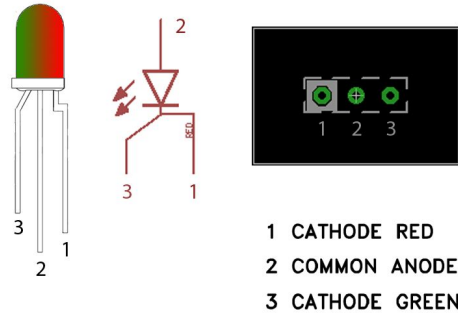 2
RED
3
1
1 2 3
3
2
1
1 CATHODE RED
2 COMMON ANODE
3 CATHODE GREEN